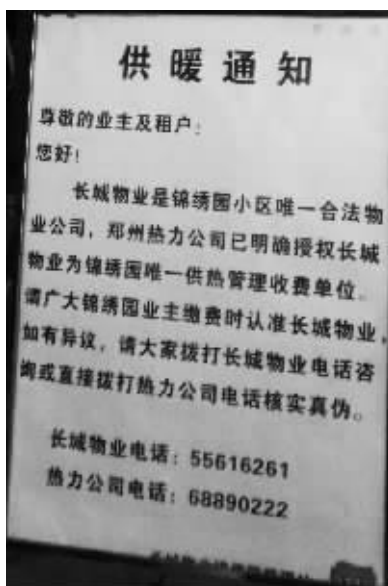 供暖通知
尊敬的业主及租户：
您好！
长城物业是锦绣园小区唯一合法物
业公司，郑州热力公司已明确授权长城
物业为锦绣园唯一供热管理收费单位。
请广大锦绣园业主缴费时认准长城物业，
如有异议，请大家拨打长城物业电话咨
询或直接拨打热力公司电话核实真伪。
长城物业电话：55616261
热力公司电话：68890222